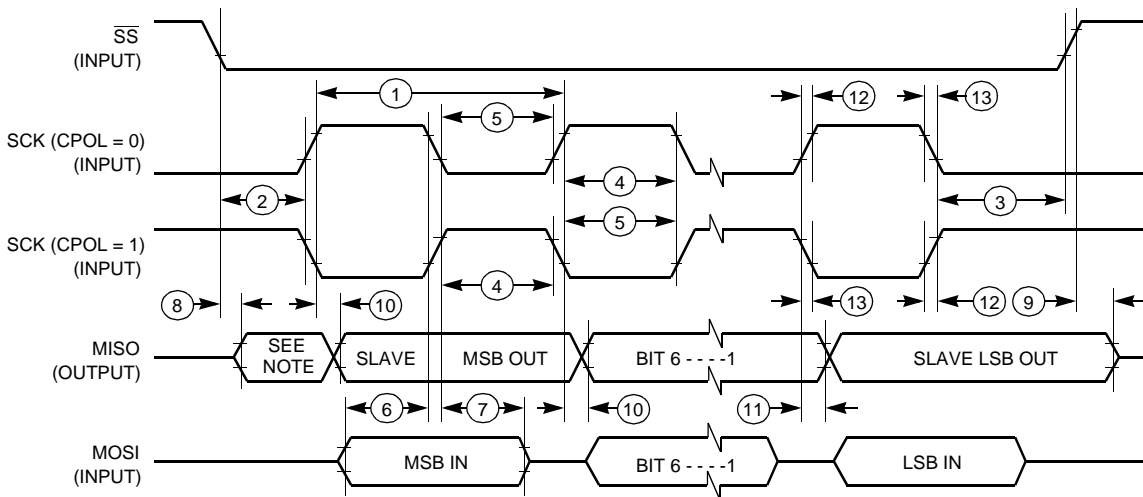 SS
(INPUT)
1
12
13
5
SCK (CPOL = 0)
(INPUT)
4
2
3
5
SCK (CPOL = 1)
(INPUT)
4
8
10
13
12
9
MISO
(OUTPUT)
SEE
NOTE
SLAVE
MSB OUT
BIT 6 - - - -1
SLAVE LSB OUT
6
7
10
11
MOSI
(INPUT)
MSB IN
BIT 6 - - - -1
LSB IN